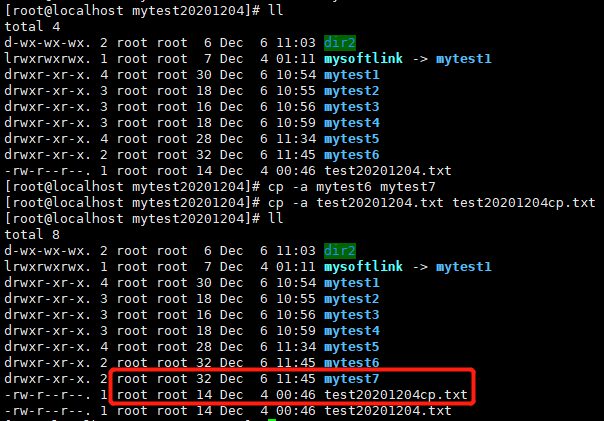 [root@localhost mytest20201204]# ll
total 4
d-wx-wx-wx. 2 root root  6 Dec  6 11:03 dir2
lrwxrwxrwx. 1 root root  7 Dec  4 01:11 mysoftlink -> mytest1
drwxr-xr-x. 4 root root 30 Dec  6 10:54 mytest1
drwxr-xr-x. 3 root root 18 Dec  6 10:55 mytest2
drwxr-xr-x. 3 root root 16 Dec  6 10:56 mytest3
drwxr-xr-x. 3 root root 18 Dec  6 10:59 mytest4
drwxr-xr-x. 4 root root 28 Dec  6 11:34 mytest5
drwxr-xr-x. 2 root root 32 Dec  6 11:45 mytest6
-rw-r--r--. 1 root root 14 Dec  4 00:46 test20201204.txt
[root@localhost mytest20201204]# cp -a mytest6 mytest7
[root@localhost mytest20201204]# cp -a test20201204.txt test20201204cp.txt
[root@localhost mytest20201204]# ll
total 8
d-wx-wx-wx. 2 root root  6 Dec  6 11:03 dir2
lrwxrwxrwx. 1 root root  7 Dec  4 01:11 mysoftlink -> mytest1
drwxr-xr-x. 4 root root 30 Dec  6 10:54 mytest1
drwxr-xr-x. 3 root root 18 Dec  6 10:55 mytest2
drwxr-xr-x. 3 root root 16 Dec  6 10:56 mytest3
drwxr-xr-x. 3 root root 18 Dec  6 10:59 mytest4
drwxr-xr-x. 4 root root 28 Dec  6 11:34 mytest5
drwxr-xr-x. 2 root root 32 Dec  6 11:45 mytest6
drwxr-xr-x. 2 root root 32 Dec  6 11:45 mytest7
-rw-r--r--. 1 root root 14 Dec  4 00:46 test20201204cp.txt
-rw-r--r--. 1 root root 14 Dec  4 00:46 test20201204.txt